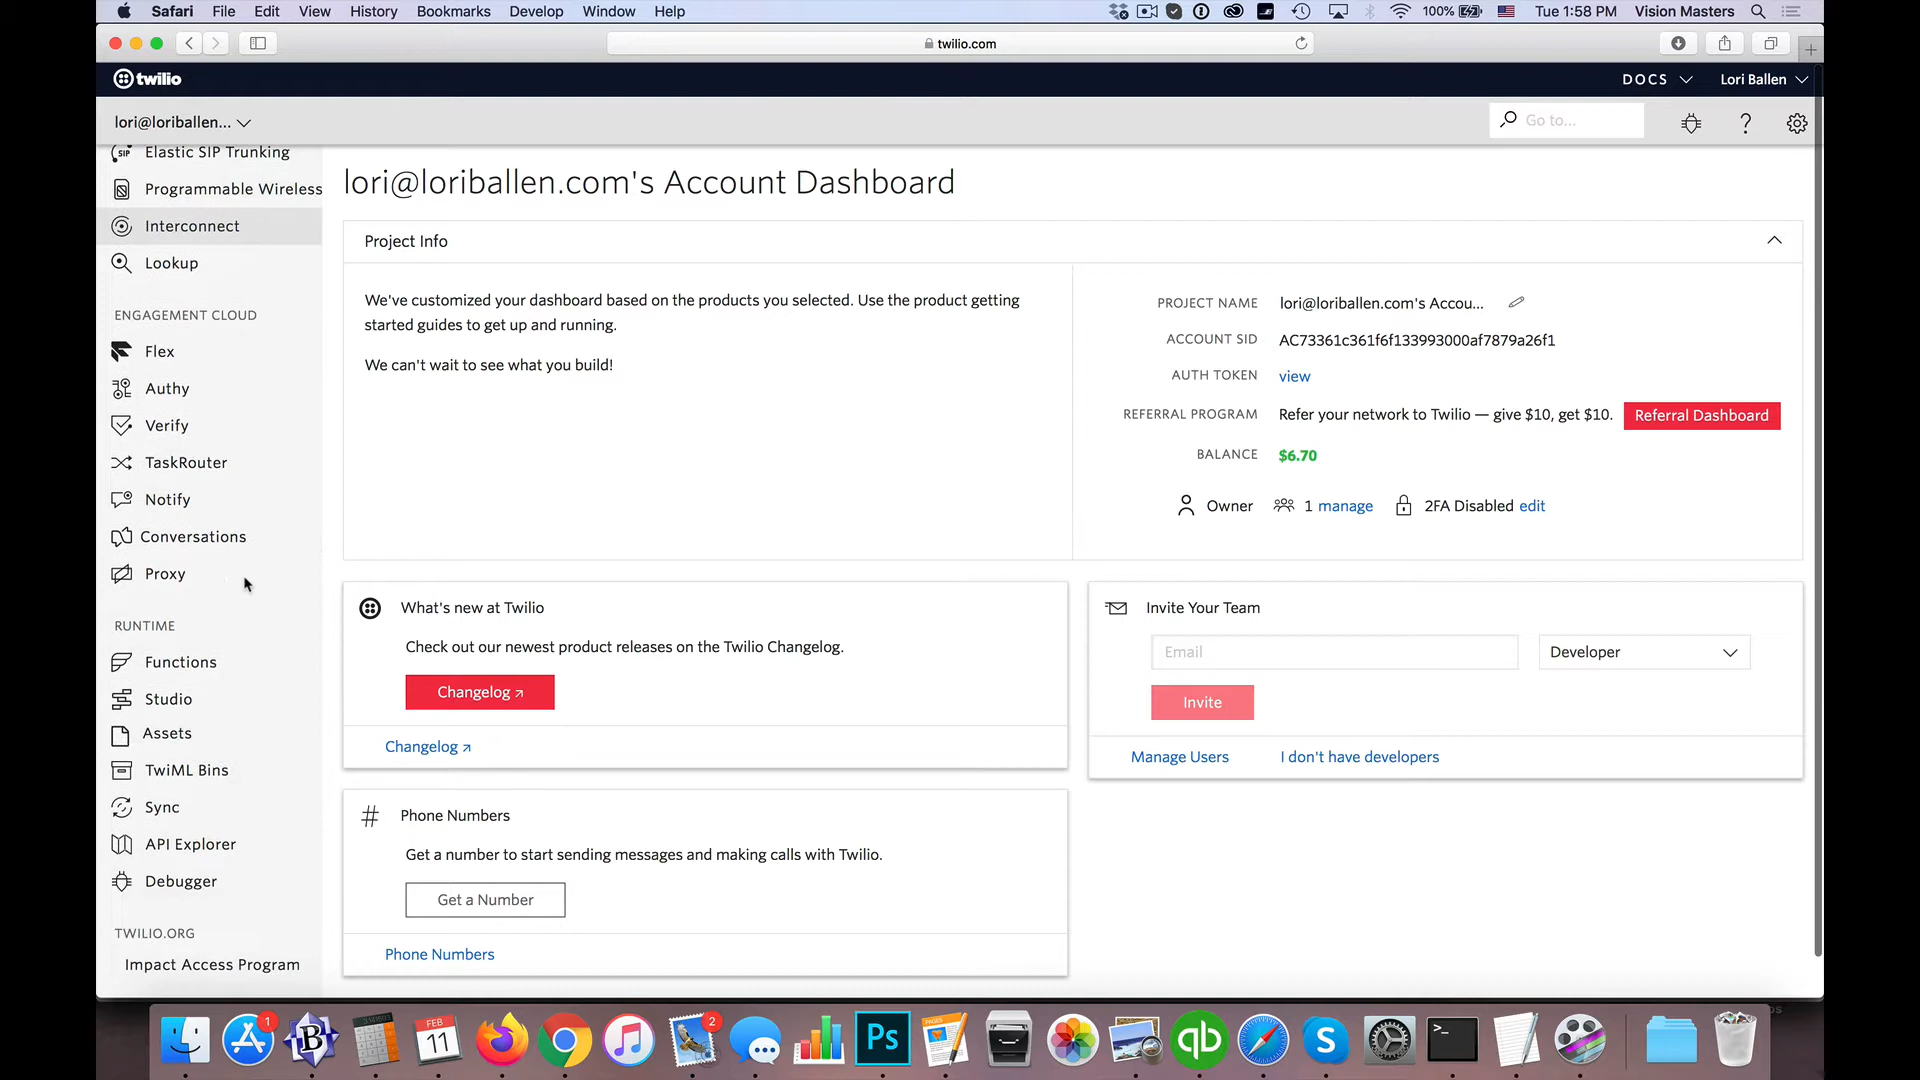 Safari File Edit View History Bookmarks Develop Window Help 100% Tue 1:58 PM Vision Masters
twilio.com
twilio DOCS Lori Ballen
lori@loriballen... Go to... ?
SIP Elastic SIP Trunking
Programmable Wireless
Interconnect
Lookup
ENGAGEMENT CLOUD
Flex
Authy
Verify
TaskRouter
Notify
Conversations
Proxy
RUNTIME
Functions
Studio
Assets
TwiML Bins
Sync
API Explorer
Debugger
TWILIO.ORG
Impact Access Program
lori@loriballen.com's Account Dashboard
Project Info
We've customized your dashboard based on the products you selected. Use the product getting
started guides to get up and running.
We can't wait to see what you build!
PROJECT NAME lori@loriballen.com's Accou...
ACCOUNT SID AC73361c361f6f133993000af7879a26f1
AUTH TOKEN view
REFERRAL PROGRAM Refer your network to Twilio — give $10, get $10. Referral Dashboard
BALANCE $6.70
Owner 1 manage 2FA Disabled edit
What's new at Twilio
Check out our newest product releases on the Twilio Changelog.
Changelog
Changelog
Invite Your Team
Email Developer
Invite
Manage Users I don't have developers
# Phone Numbers
Get a number to start sending messages and making calls with Twilio.
Get a Number
Phone Numbers
1 B FEB 11 2 Ps PAGES qb S >_